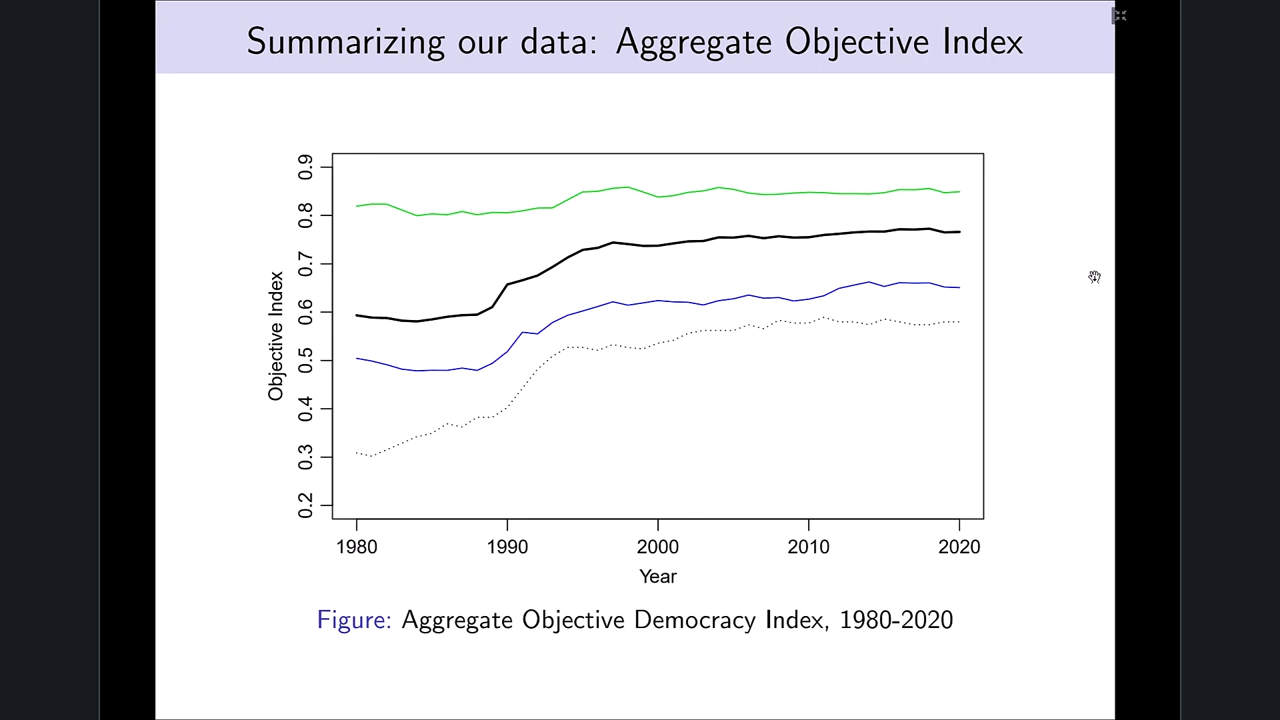 Summarizing our data: Aggregate Objective Index
0.9
0.8
0.7
0.6
0.5
0.4
0.3
0.2
Objective Index
1980 1990 2000 2010 2020
Year
Figure: Aggregate Objective Democracy Index, 1980-2020